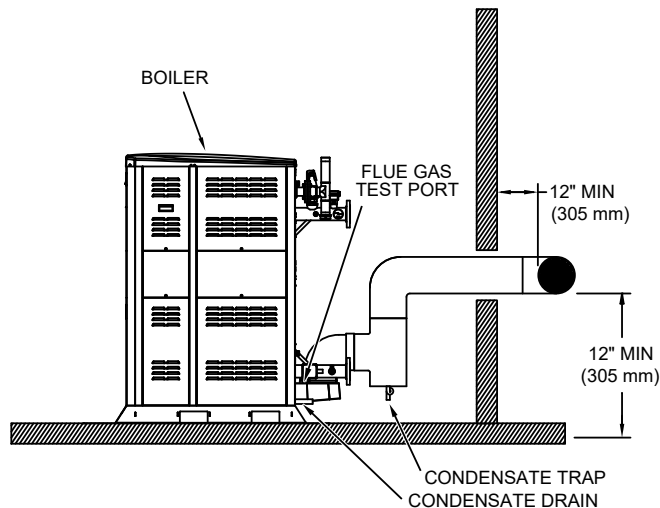 BOILER
FLUE GAS
TEST PORT
12" MIN
(305 mm)
12" MIN
(305 mm)
CONDENSATE TRAP
CONDENSATE DRAIN